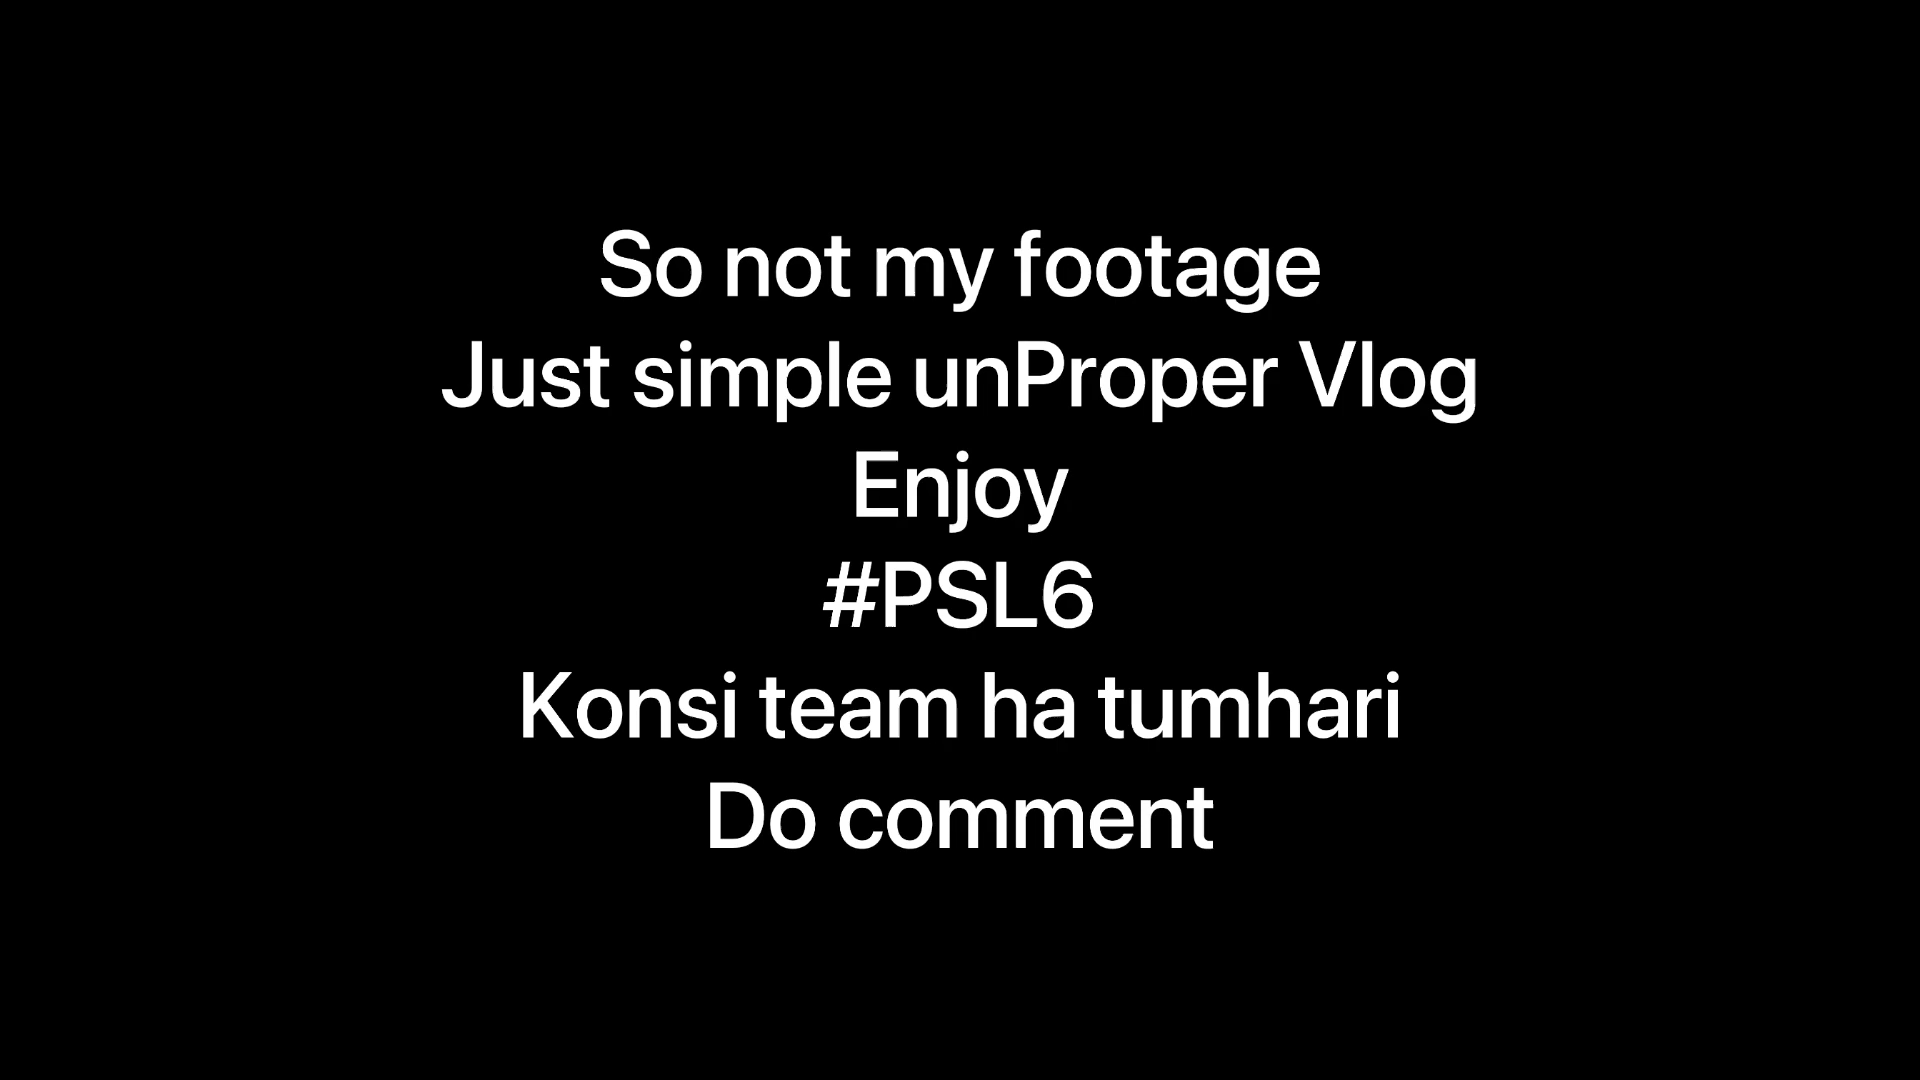 So not my footage
Just simple unProper Vlog
Enjoy
#PSL6
Konsi team ha tumhari
Do comment